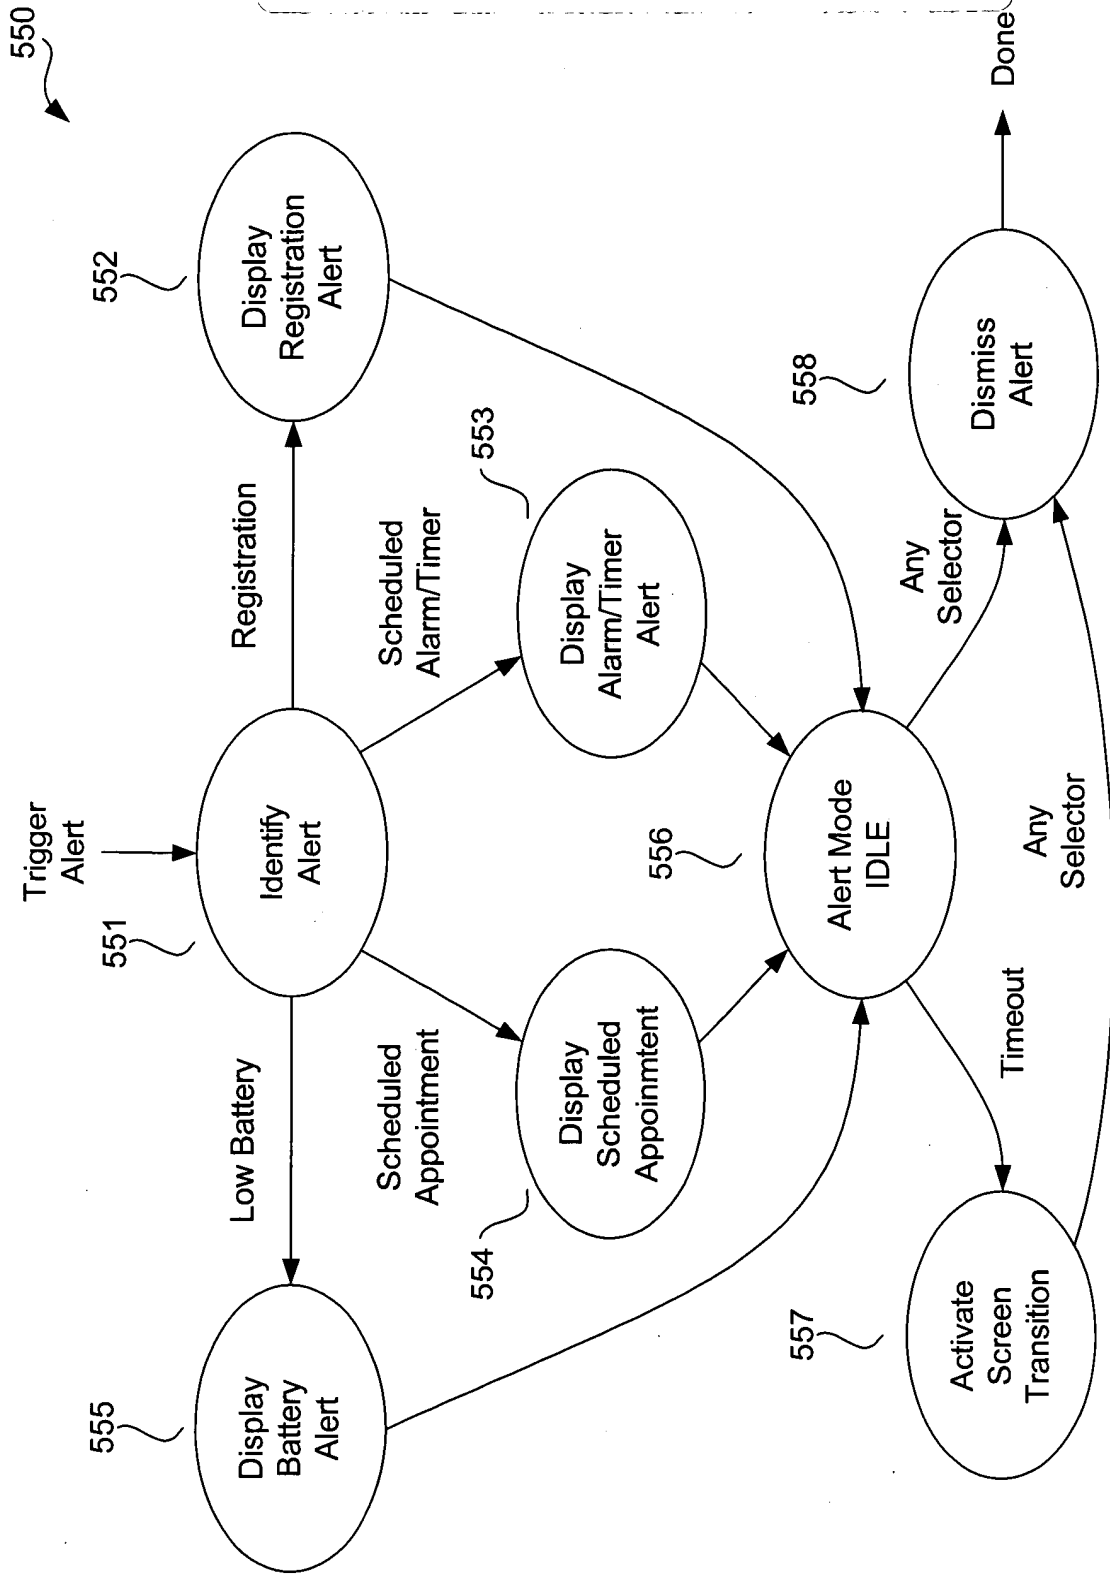 550
Trigger
Alert
551
Identify
Alert
Low Battery
Registration
555
Display
Battery
Alert
552
Display
Registration
Alert
Scheduled
Appointment
Scheduled
Alarm/Timer
554
Display
Scheduled
Appoinmtent
553
Display
Alarm/Timer
Alert
556
Alert Mode
IDLE
Timeout
Any
Selector
557
Activate
Screen
Transition
Any
Selector
558
Dismiss
Alert
Done